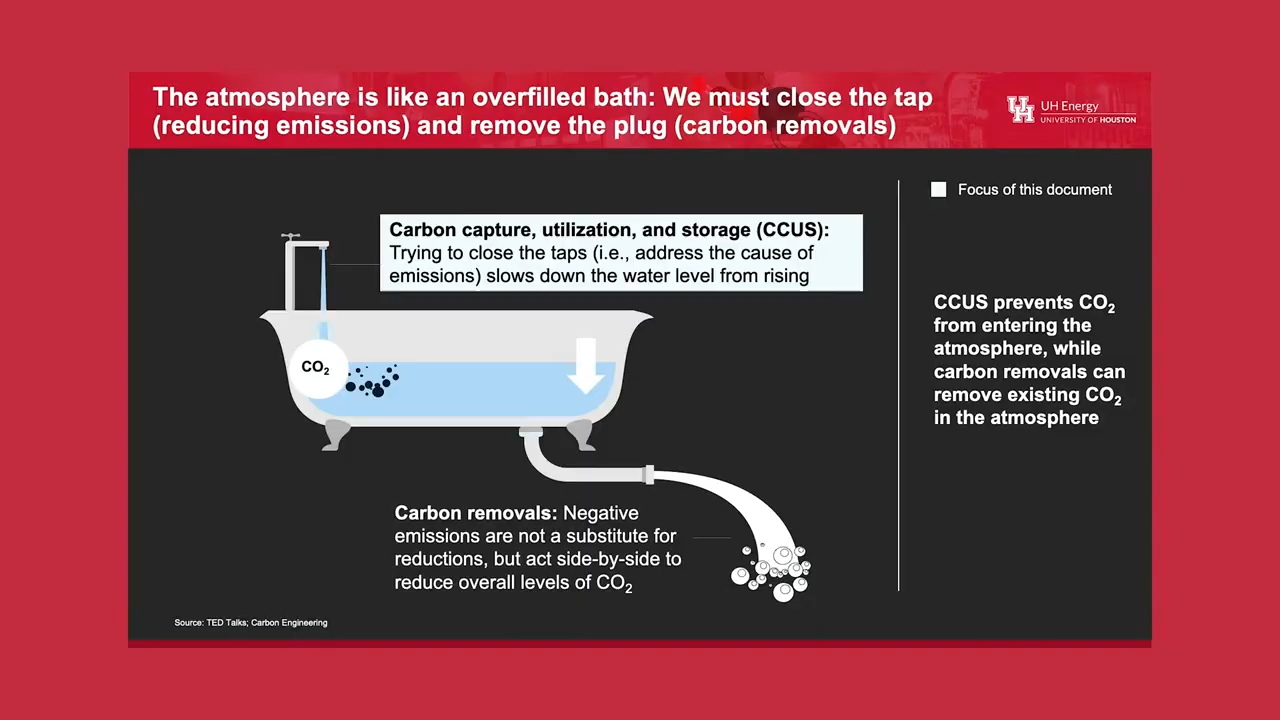 The atmosphere is like an overfilled bath: We must close the tap
(reducing emissions) and remove the plug (carbon removals)
UH Energy
UNIVERSITY OF HOUSTON
Focus of this document
Carbon capture, utilization, and storage (CCUS):
Trying to close the taps (i.e., address the cause of
emissions) slows down the water level from rising
CO₂
CCUS prevents CO₂
from entering the
atmosphere, while
carbon removals can
remove existing CO₂
in the atmosphere
Carbon removals: Negative
emissions are not a substitute for
reductions, but act side-by-side to
reduce overall levels of CO₂
Source: TED Talks; Carbon Engineering